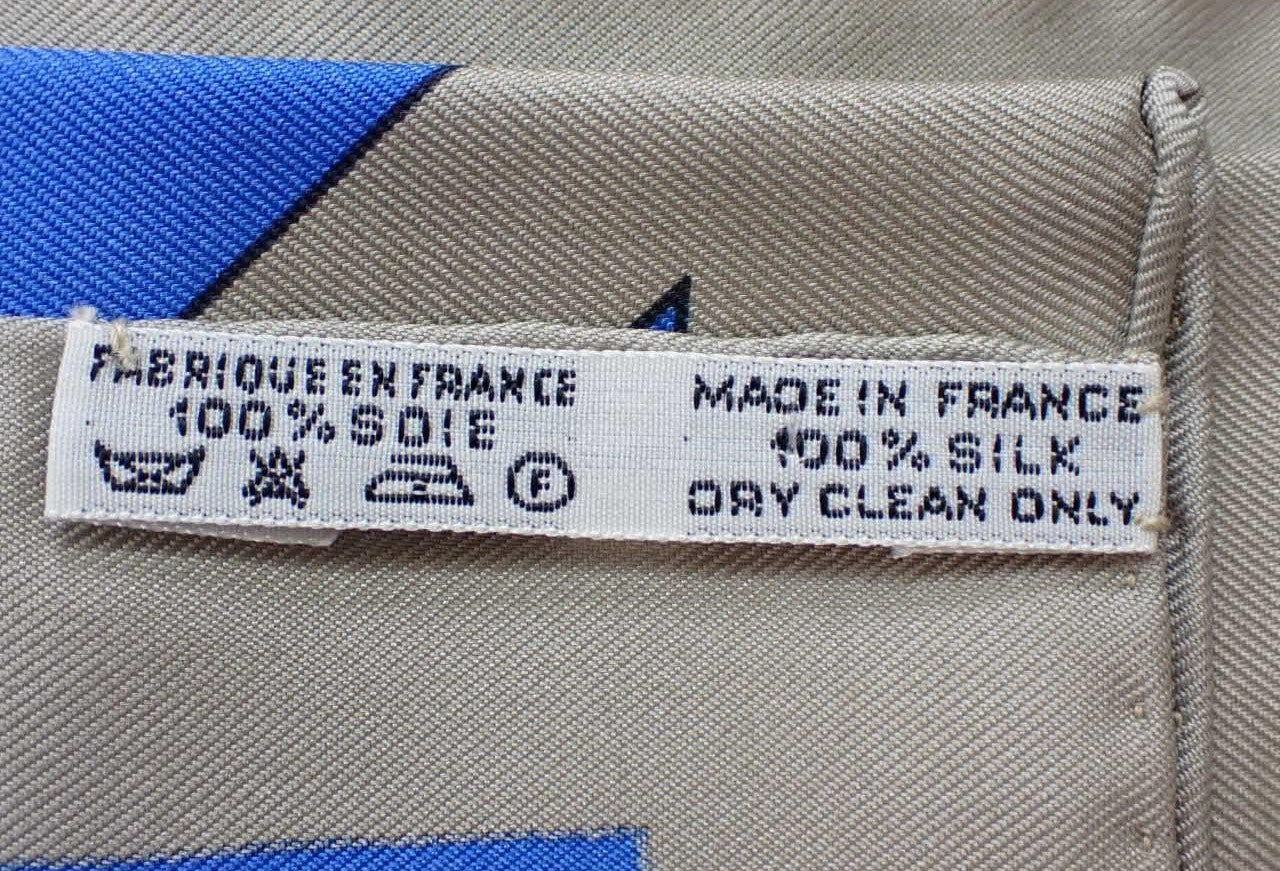 FABRIQUE EN FRANCE
100% SOIE
F
MADE IN FRANCE
100% SILK
DRY CLEAN ONLY